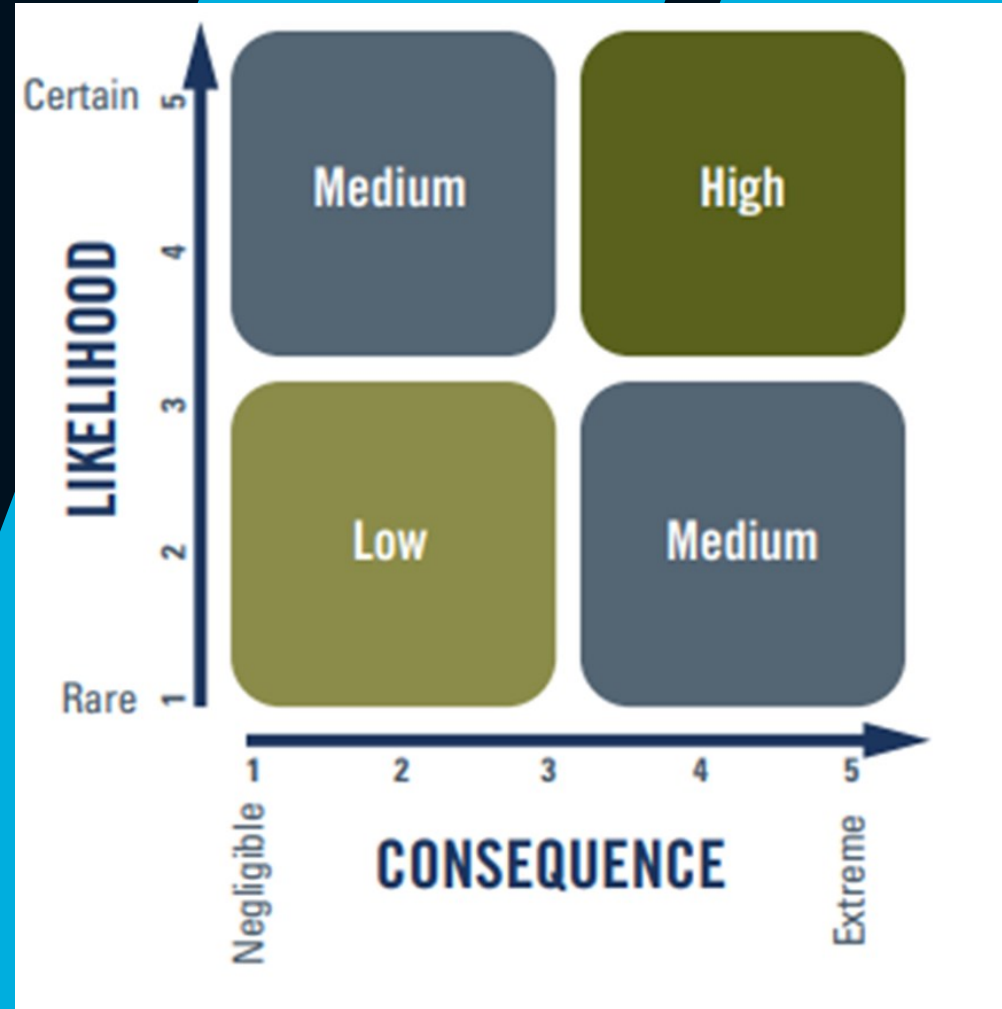 Certain
5
Medium
High
4
LIKELIHOOD
3
2
Low
Medium
Rare
1
1 2 3 4 5
Negligible
CONSEQUENCE
Extreme